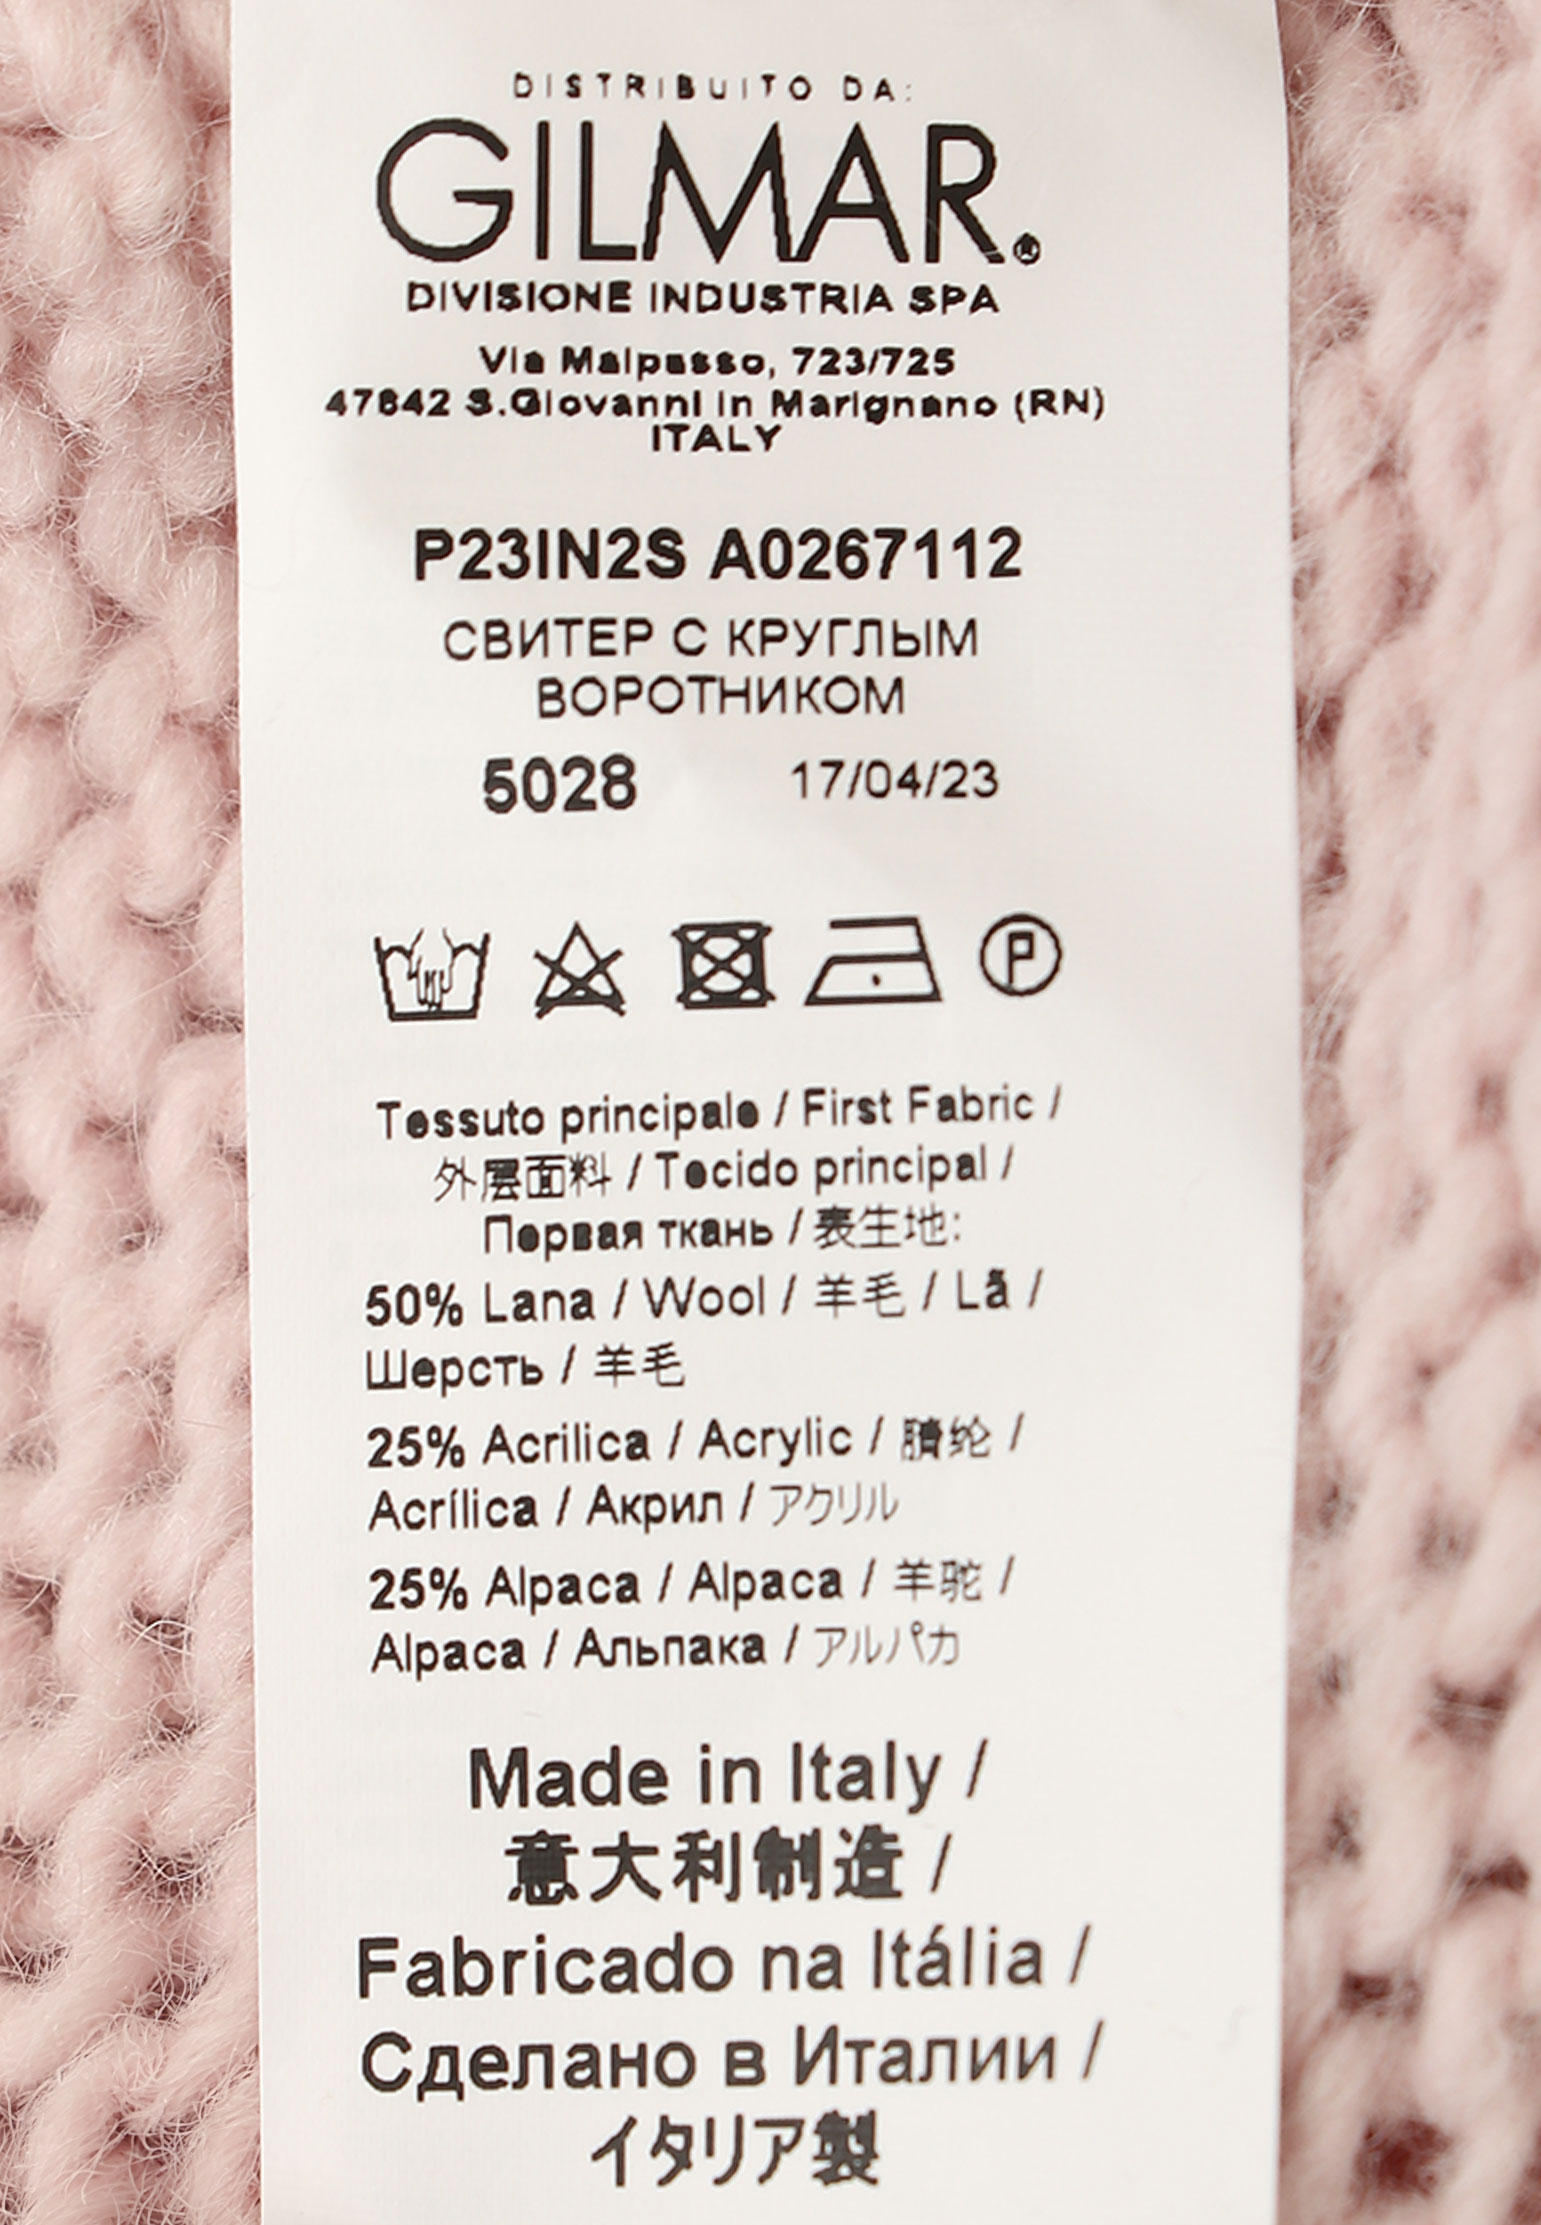 DISTRIBUITO DA:
GILMAR®
DIVISIONE INDUSTRIA SPA
Via Malpasso, 723/725
47842 S.Giovanni in Marignano (RN)
ITALY
P23IN2S A0267112
СВИТЕР С КРУГЛЫМ
ВОРОТНИКОМ
5028 17/04/23
P
Tessuto principale / First Fabric /
外层面料 / Tecido principal /
Первая ткань / 表生地:
50% Lana / Wool / 羊毛 / Lã /
Шерсть / 羊毛
25% Acrilica / Acrylic / 腈纶 /
Acrílica / Акрил / アクリル
25% Alpaca / Alpaca / 羊驼 /
Alpaca / Альпака / アルパカ
Made in Italy /
意大利制造 /
Fabricado na Itália /
Сделано в Италии /
イタリア製